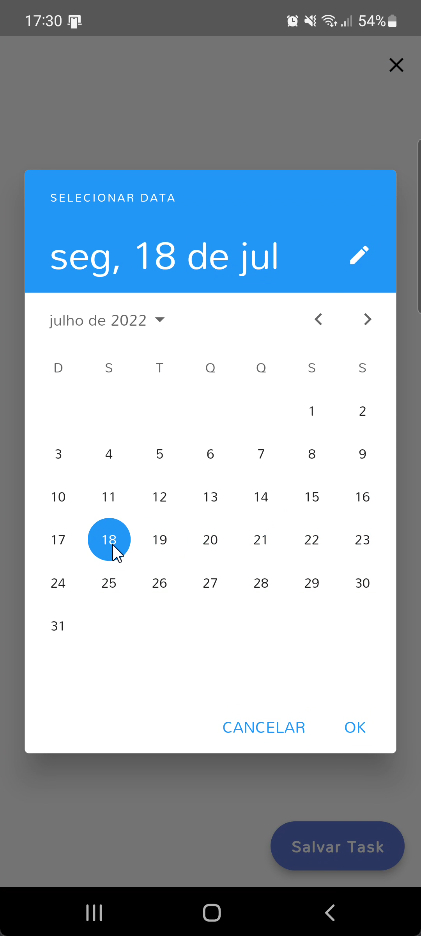 17:30 54%
SELECIONAR DATA
seg, 18 de jul
julho de 2022
D S T Q Q S S
1 2
3 4 5 6 7 8 9
10 11 12 13 14 15 16
17 18 19 20 21 22 23
24 25 26 27 28 29 30
31
CANCELAR OK
Salvar Task